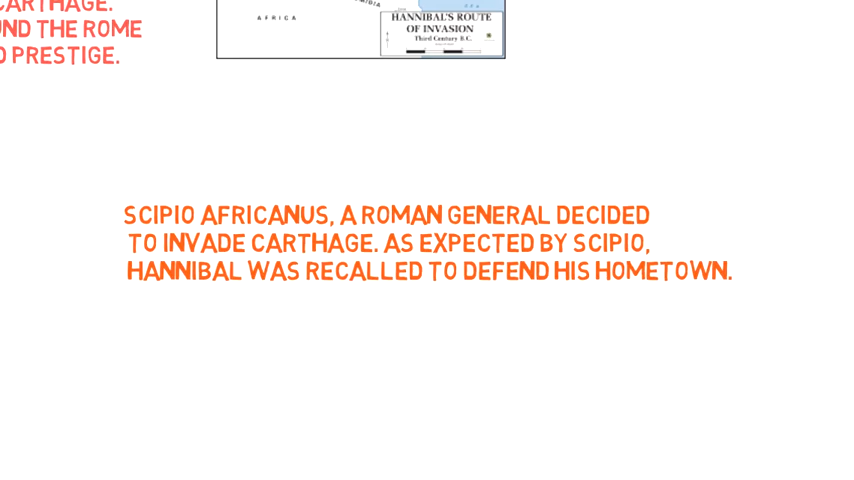 CARTHAGE.
THE ROME
PRESTIGE.
AFRICA
HANNIBAL'S ROUTE
OF INVASION
Third Century B.C.
SCIPIO AFRICANUS, A ROMAN GENERAL DECIDED
TO INVADE CARTHAGE. AS EXPECTED BY SCIPIO,
HANNIBAL WAS RECALLED TO DEFEND HIS HOMETOWN.